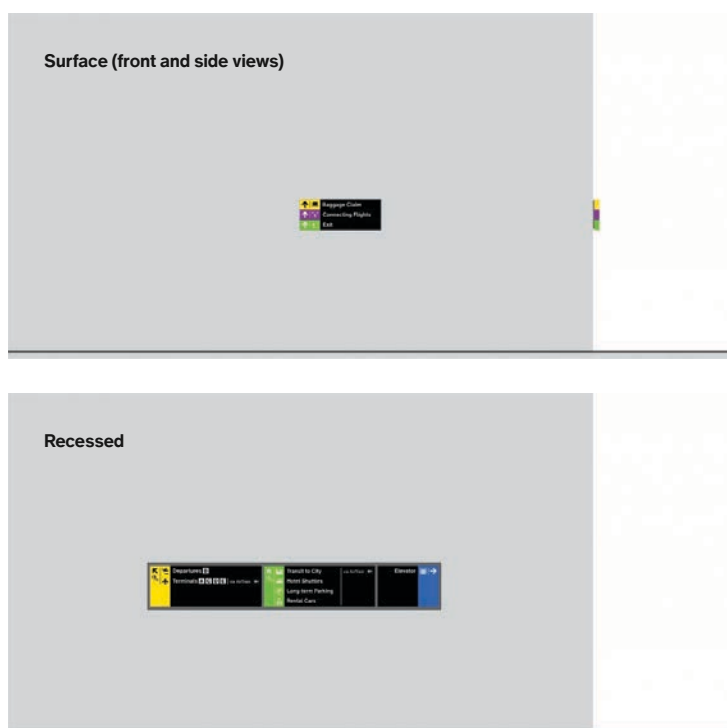 Surface (front and side views)
Baggage Claim
Connecting Flights
Exit
Recessed
Departures
Terminals
Transit to City
Hotel Shuttles
Long-term Parking
Rental Cars
Elevator